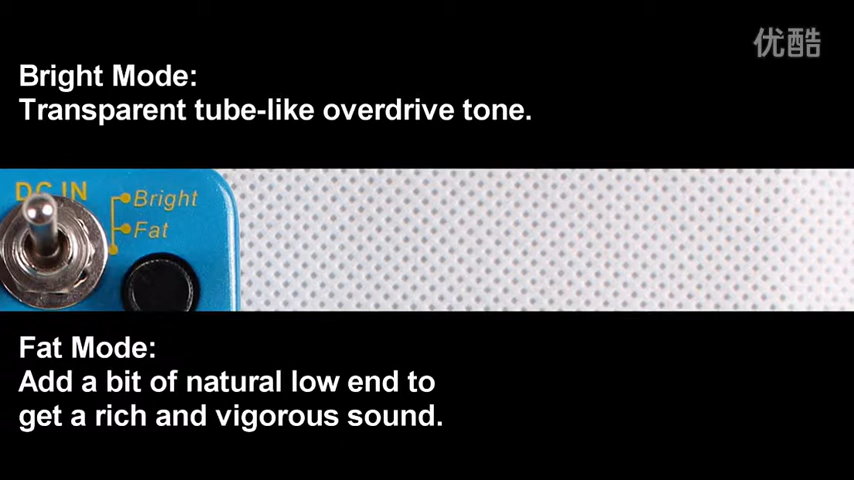 优酷
Bright Mode:
Transparent tube-like overdrive tone.
DC IN
Bright
Fat
Fat Mode:
Add a bit of natural low end to
get a rich and vigorous sound.